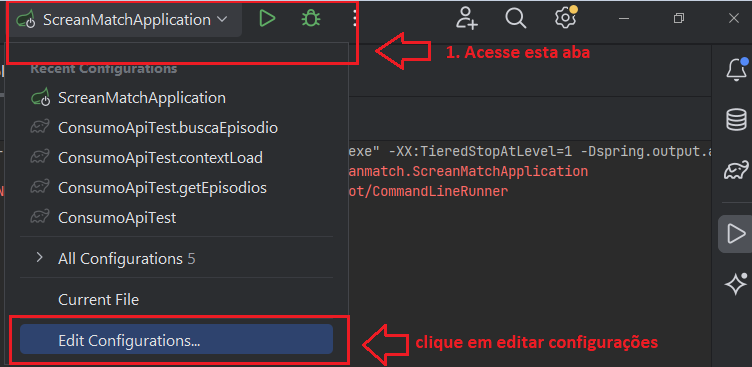 ScreanMatchApplication
1. Acesse esta aba
Recent Configurations
ScreanMatchApplication
ConsumoApiTest.buscaEpisodio
exe" -XX:TieredStopAtLevel=1 -Dspring.output.a
ConsumoApiTest.contextLoad
anmatch.ScreanMatchApplication
ConsumoApiTest.getEpisodios
ot/CommandLineRunner
ConsumoApiTest
All Configurations 5
Current File
Edit Configurations...
clique em editar configurações